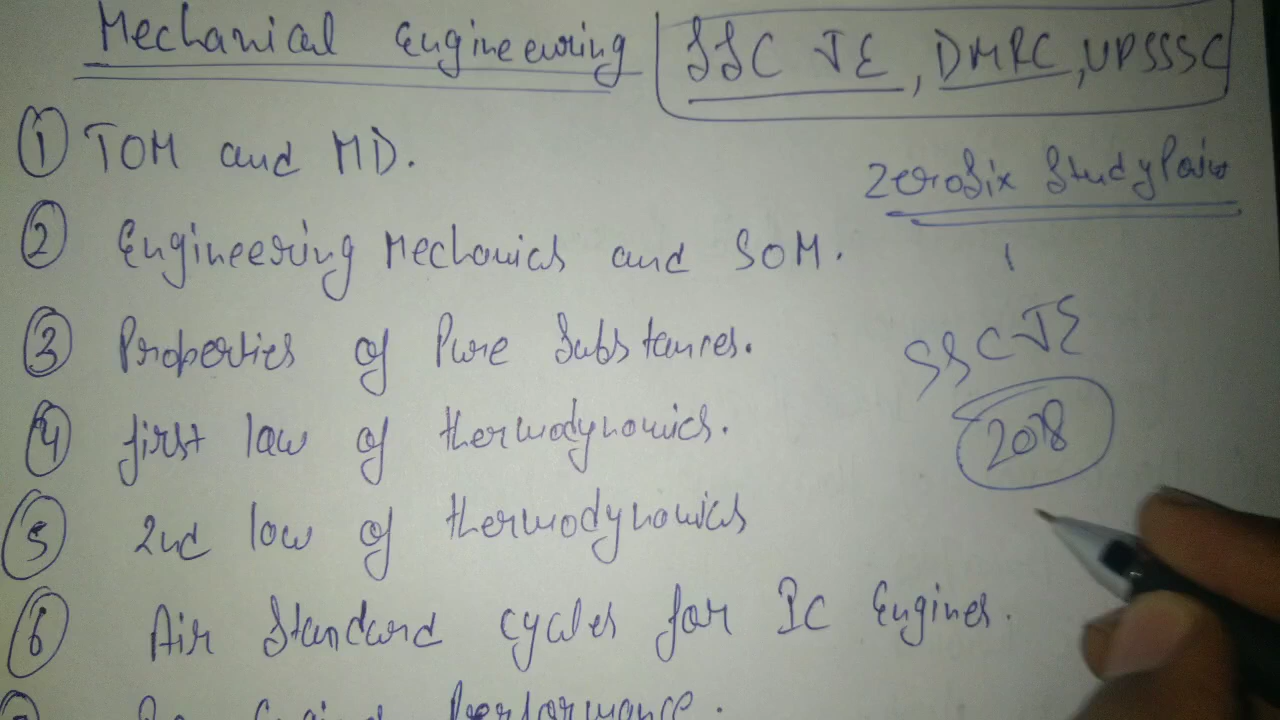 Mechanical Engineering
SSC JE, DMRC, UPSSSC
① TOM and MD.
ZeroSix StudyPoint
② Engineering Mechanics and SOM.
③ Properties of Pure Substances.
SSC JE
2018
④ first law of thermodynamics.
⑤ 2nd law of thermodynamics
⑥ Air Standard cycles for IC Engines.
Performance.